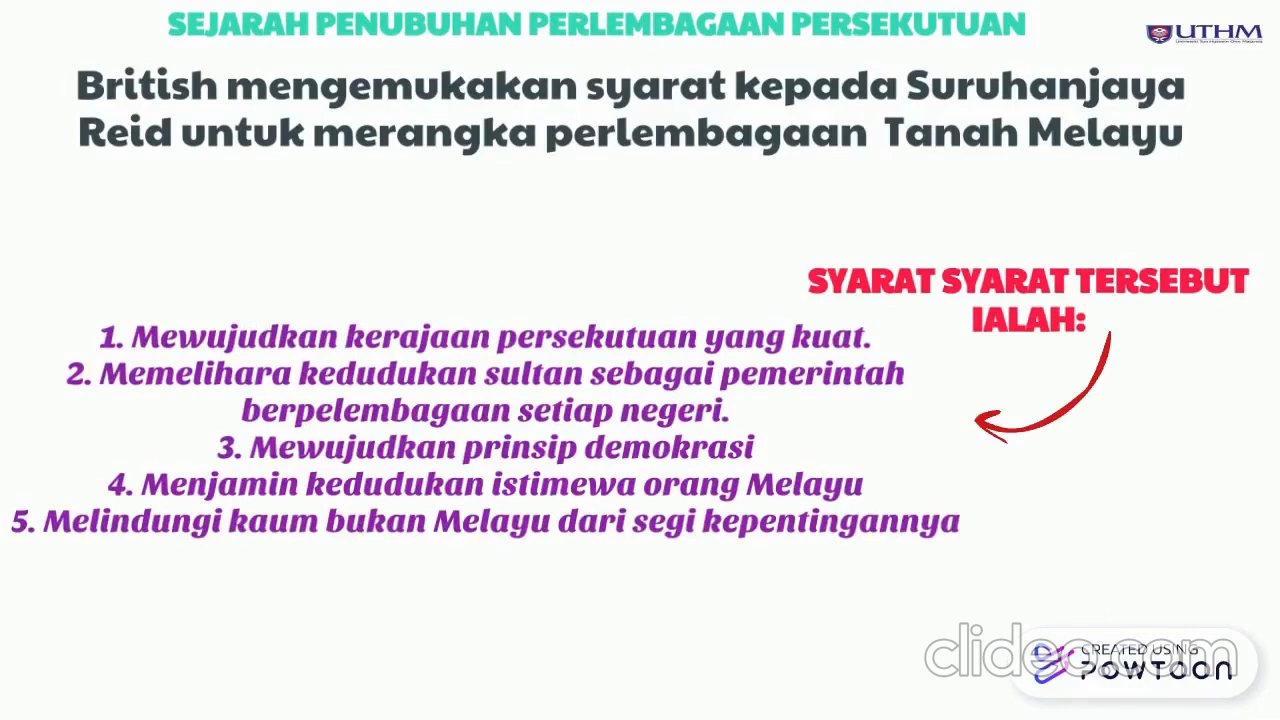 SEJARAH PENUBUHAN PERLEMBAGAAN PERSEKUTUAN
UTHM
British mengemukakan syarat kepada Suruhanjaya
Reid untuk merangka perlembagaan Tanah Melayu
SYARAT SYARAT TERSEBUT
IALAH:
1. Mewujudkan kerajaan persekutuan yang kuat.
2. Memelihara kedudukan sultan sebagai pemerintah
berpelembagaan setiap negeri.
3. Mewujudkan prinsip demokrasi
4. Menjamin kedudukan istimewa orang Melayu
5. Melindungi kaum bukan Melayu dari segi kepentingannya
clideo.com
CREATED USING
POWTOON